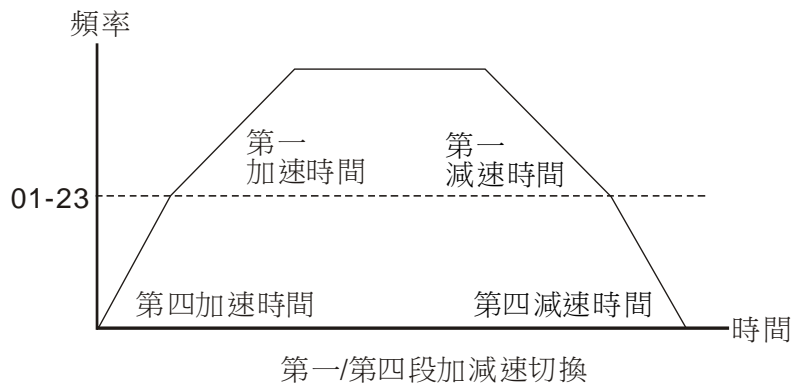 頻率
第一
加速時間
第一
減速時間
01-23
第四加速時間
第四減速時間
時間
第一/第四段加減速切換